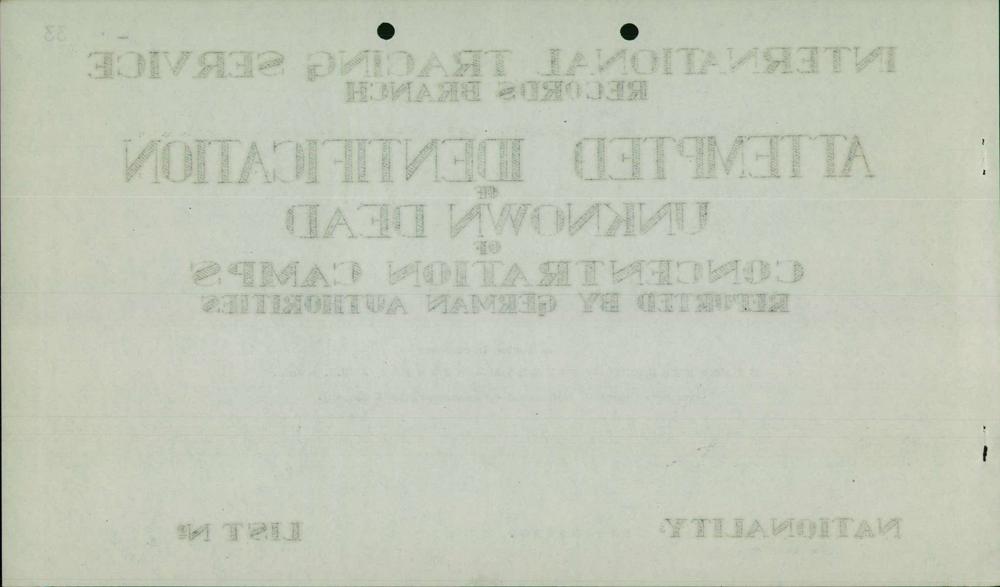 33
INTERNATIONAL TRACING SERVICE
RECORDS BRANCH
ATTEMPTED IDENTIFICATION
OF
UNKNOWN DEAD
OF
CONCENTRATION CAMPS
REPORTED BY GERMAN AUTHORITIES
NATIONALITY: LIST Nº